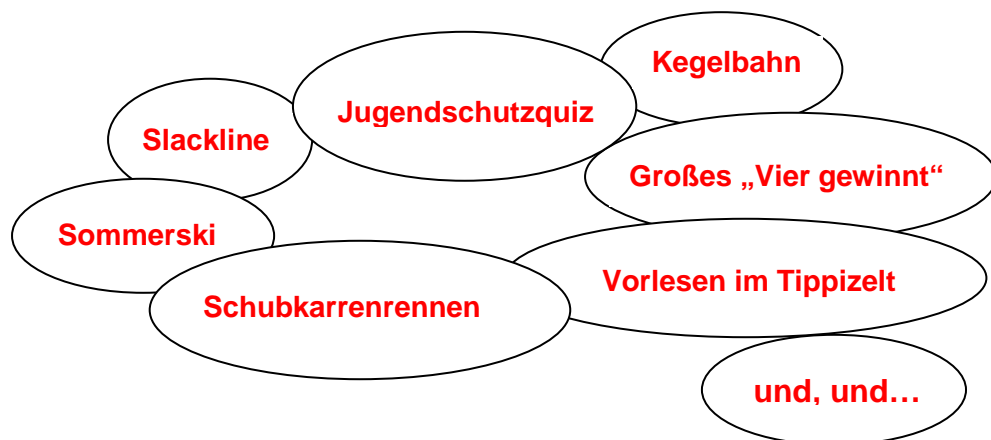 Kegelbahn
Jugendschutzquiz
Slackline
Großes „Vier gewinnt“
Sommerski
Vorlesen im Tippizelt
Schubkarrenrennen
und, und…